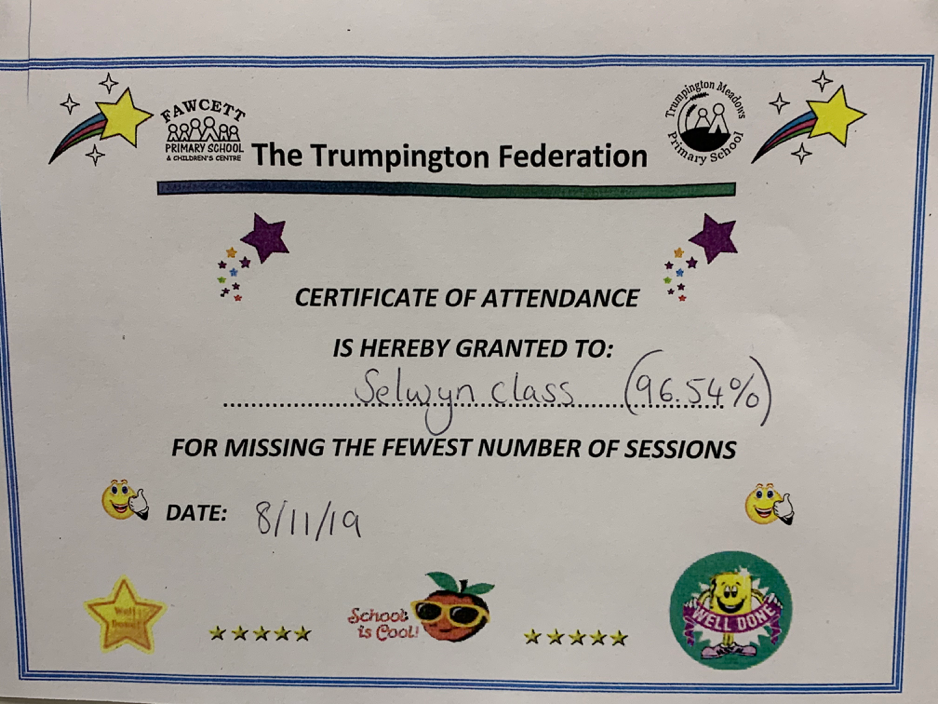 FAWCETT
PRIMARY SCHOOL
& CHILDREN'S CENTRE
Trumpington Meadows
Primary School
The Trumpington Federation
CERTIFICATE OF ATTENDANCE
IS HEREBY GRANTED TO:
Selwyn class (96.54%)
FOR MISSING THE FEWEST NUMBER OF SESSIONS
DATE: 8/11/19
Well
Done!
School
is Cool!
WELL DONE